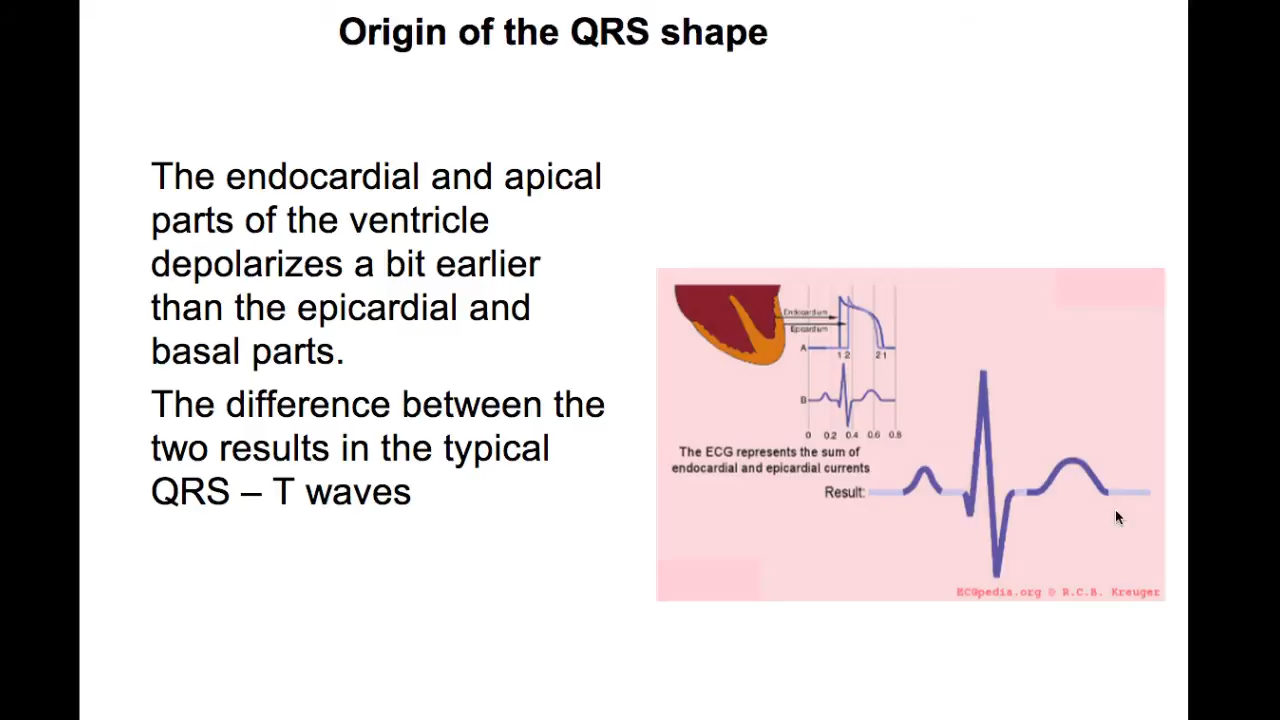 Origin of the QRS shape
The endocardial and apical
parts of the ventricle
depolarizes a bit earlier
than the epicardial and
basal parts.
The difference between the
two results in the typical
QRS – T waves
Endocardium
Epicardium
A
1 2
2 1
B
0 0.2 0.4 0.6 0.8
The ECG represents the sum of
endocardial and epicardial currents
Result:
ECGpedia.org © R.C.B. Kreuger